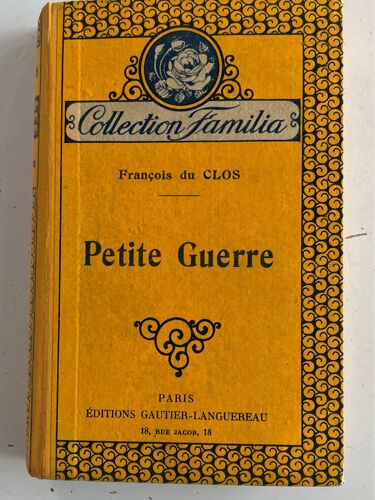 Collection Familia
François du CLOS
Petite Guerre
PARIS
ÉDITIONS GAUTIER-LANGUEREAU
18, RUE JACOB, 18